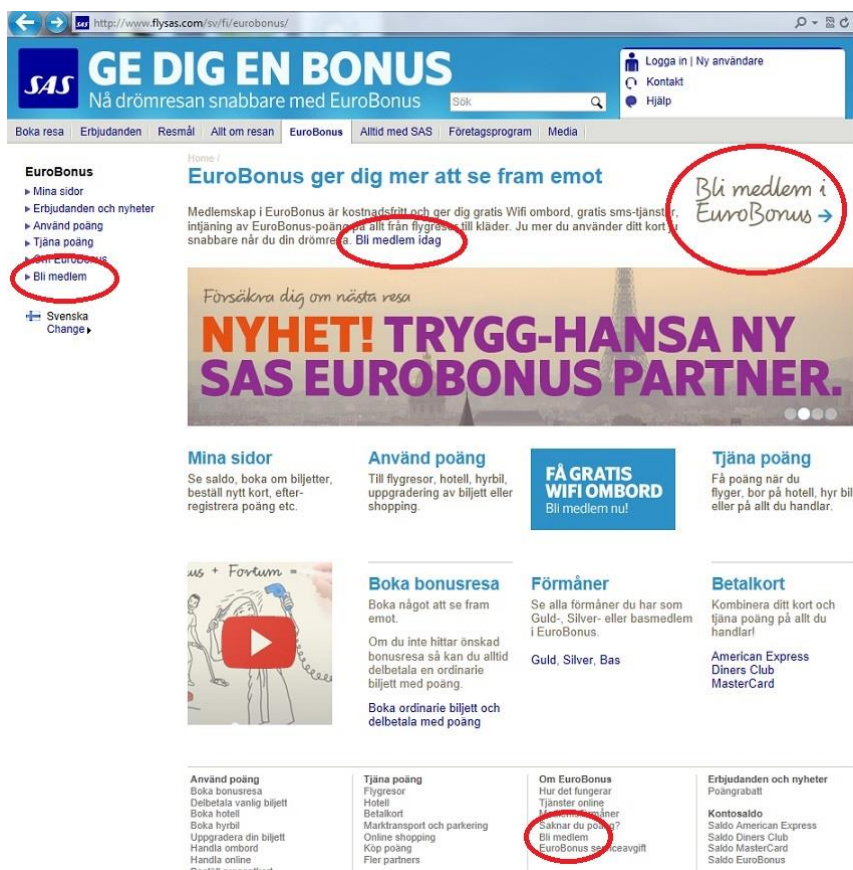 http://www.flysas.com/sv/fi/eurobonus/
SAS
GE DIG EN BONUS
Nå drömresan snabbare med EuroBonus
Sök
Logga in | Ny användare
Kontakt
Hjälp
Boka resa Erbjudanden Resmål Allt om resan EuroBonus Alltid med SAS Företagsprogram Media
EuroBonus
Mina sidor
Erbjudanden och nyheter
Använd poäng
Tjäna poäng
Om EuroBonus
Bli medlem
Svenska
Change
Home /
EuroBonus ger dig mer att se fram emot
Medlemskap i EuroBonus är kostnadsfritt och ger dig gratis Wifi ombord, gratis sms-tjänster,
intjäning av EuroBonus-poäng på allt från flygresor till kläder. Ju mer du använder ditt kort ju
snabbare når du din drömresa. Bli medlem idag
Bli medlem i
EuroBonus →
Försäkra dig om nästa resa
NYHET! TRYGG-HANSA NY
SAS EUROBONUS PARTNER.
Mina sidor
Se saldo, boka om biljetter,
beställ nytt kort, efter-
registrera poäng etc.
Använd poäng
Till flygresor, hotell, hyrbil,
uppgradering av biljett eller
shopping.
FÅ GRATIS
WIFI OMBORD
Bli medlem nu!
Tjäna poäng
Få poäng när du
flyger, bor på hotell, hyr bil
eller på allt du handlar.
us + Fortum =
Boka bonusresa
Boka något att se fram
emot.
Om du inte hittar önskad
bonusresa så kan du alltid
delbetala en ordinarie
biljett med poäng.
Boka ordinarie biljett och
delbetala med poäng
Förmåner
Se alla förmåner du har som
Guld-, Silver- eller basmedlem
i EuroBonus.
Guld, Silver, Bas
Betalkort
Kombinera ditt kort och
tjäna poäng på allt du
handlar!
American Express
Diners Club
MasterCard
Använd poäng
Boka bonusresa
Delbetala vanlig biljett
Boka hotell
Boka hyrbil
Uppgradera din biljett
Handla ombord
Handla online
Tjäna poäng
Flygresor
Hotell
Betalkort
Marktransport och parkering
Online shopping
Köp poäng
Fler partners
Om EuroBonus
Hur det fungerar
Tjänster online
Medlemsförmåner
Saknar du poäng?
Bli medlem
EuroBonus serviceavgift
Erbjudanden och nyheter
Poängrabatt
Kontosaldo
Saldo American Express
Saldo Diners Club
Saldo MasterCard
Saldo EuroBonus